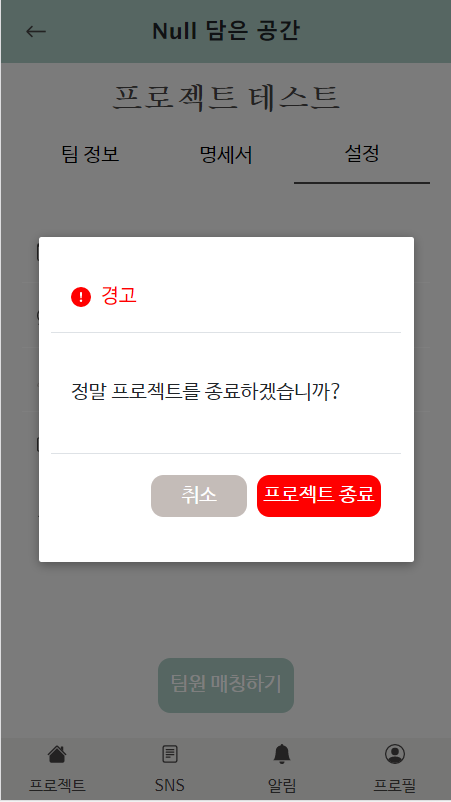 Null 담은 공간
프로젝트 테스트
팀 정보 명세서 설정
경고
정말 프로젝트를 종료하겠습니까?
취소 프로젝트 종료
팀원 매칭하기
프로젝트 SNS 알림 프로필